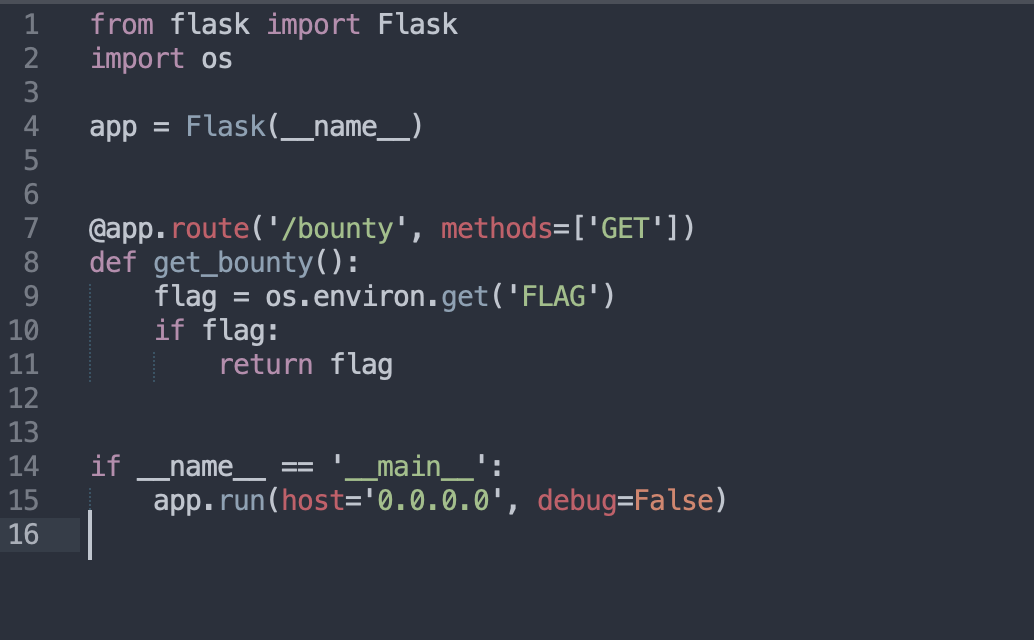 1 from flask import Flask
2 import os
3
4 app = Flask(__name__)
5
6
7 @app.route('/bounty', methods=['GET'])
8 def get_bounty():
9     flag = os.environ.get('FLAG')
10     if flag:
11         return flag
12
13
14 if __name__ == '__main__':
15     app.run(host='0.0.0.0', debug=False)
16